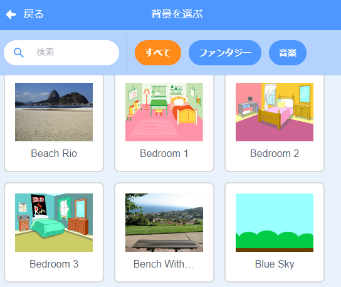 戻る
背景を選ぶ
検索
すべて
ファンタジー
音楽
Beach Rio
Bedroom 1
Bedroom 2
Bedroom 3
Bench With...
Blue Sky